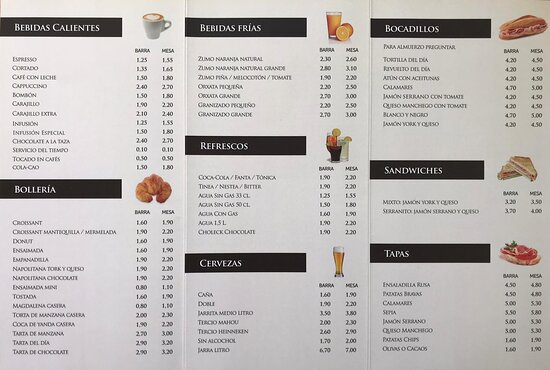 BEBIDAS CALIENTES
BARRA MESA
ESPRESSO 1.25 1.55
CORTADO 1.35 1.65
CAFÉ CON LECHE 1.50 1.80
CAPPUCCINO 2.40 2.70
BOMBÓN 1.50 1.80
CARAJILLO 1.90 2.20
CARAJILLO EXTRA 2.10 2.40
INFUSIÓN 1.25 1.55
INFUSIÓN ESPECIAL 1.50 1.80
CHOCOLATE A LA TAZA 2.40 2.70
SERVICIO DEL TIEMPO 0.10 0.10
TOCADO EN CAFÉS 0.50 0.50
COLA-CAO 1.50 1.80
BOLLERÍA
BARRA MESA
CROISSANT 1.60 1.90
CROISSANT MANTEQUILLA / MERMELADA 1.90 2.20
DONUT 1.60 1.90
ENSAIMADA 1.60 1.90
EMPANADILLA 1.90 2.20
NAPOLITANA YORK Y QUESO 1.90 2.20
NAPOLITANA CHOCOLATE 1.90 2.20
ENSAIMADA MINI 0.80 1.10
TOSTADA 1.60 1.90
MAGDALENA CASERA 0.80 1.10
TORTA DE MANZANA CASERA 2.00 2.30
COCA DE YANDA CASERA 1.90 2.20
TARTA DE MANZANA 2.70 3.00
TARTA DEL DÍA 2.90 3.20
TARTA DE CHOCOLATE 2.90 3.20
BEBIDAS FRÍAS
BARRA MESA
ZUMO NARANJA NATURAL 2.30 2.60
ZUMO NARANJA NATURAL GRANDE 2.80 3.10
ZUMO PIÑA / MELOCOTÓN / TOMATE 1.90 2.20
ORXATA PEQUEÑA 2.20 2.50
ORXATA GRANDE 2.70 3.00
GRANIZADO PEQUEÑO 2.20 2.50
GRANIZADO GRANDE 2.70 3.00
REFRESCOS
BARRA MESA
COCA-COLA / FANTA / TÓNICA 1.90 2.20
TINEA / NESTEA / BITTER 1.90 2.20
AGUA SIN GAS 33 CL. 1.25 1.55
AGUA SIN GAS 50 CL. 1.50 1.80
AGUA CON GAS 1.60 1.90
AGUA 1,5 L 1.90 2.20
CHOLECK CHOCOLATE 1.90 2.20
CERVEZAS
BARRA MESA
CAÑA 1.60 1.90
DOBLE 1.90 2.20
JARRETA MEDIO LITRO 3.50 3.80
TERCIO MAHOU 2.00 2.30
TERCIO HEINNEKEN 2.60 2.90
SIN ALCOHOL 1.70 2.00
JARRA LITRO 6,70 7.00
BOCADILLOS
BARRA MESA
PARA ALMUERZO PREGUNTAR
TORTILLA DEL DÍA 4.20 4.50
REVUELTO DEL DÍA 4.20 4.50
ATÚN CON ACEITUNAS 4.20 4.50
CALAMARES 4.70 5.00
JAMÓN SERRANO CON TOMATE 4.20 4.50
QUESO MANCHEGO CON TOMATE 4.20 4.50
BLANCO Y NEGRO 4.70 5.00
JAMÓN YORK Y QUESO 4.20 4.50
SANDWICHES
BARRA MESA
MIXTO: JAMÓN YORK Y QUESO 3.20 3.50
SERRANITO: JAMÓN SERRANO Y QUESO 3.70 4.00
TAPAS
BARRA MESA
ENSALADILLA RUSA 4.50 4.80
PATATAS BRAVAS 4.50 4.80
CALAMARES 5.00 5.30
SEPIA 5.50 5.80
JAMÓN SERRANO 5.00 5.30
QUESO MANCHEGO 5.00 5.30
PATATAS CHIPS 1.60 1.90
OLIVAS O CACAOS 1.60 1.90